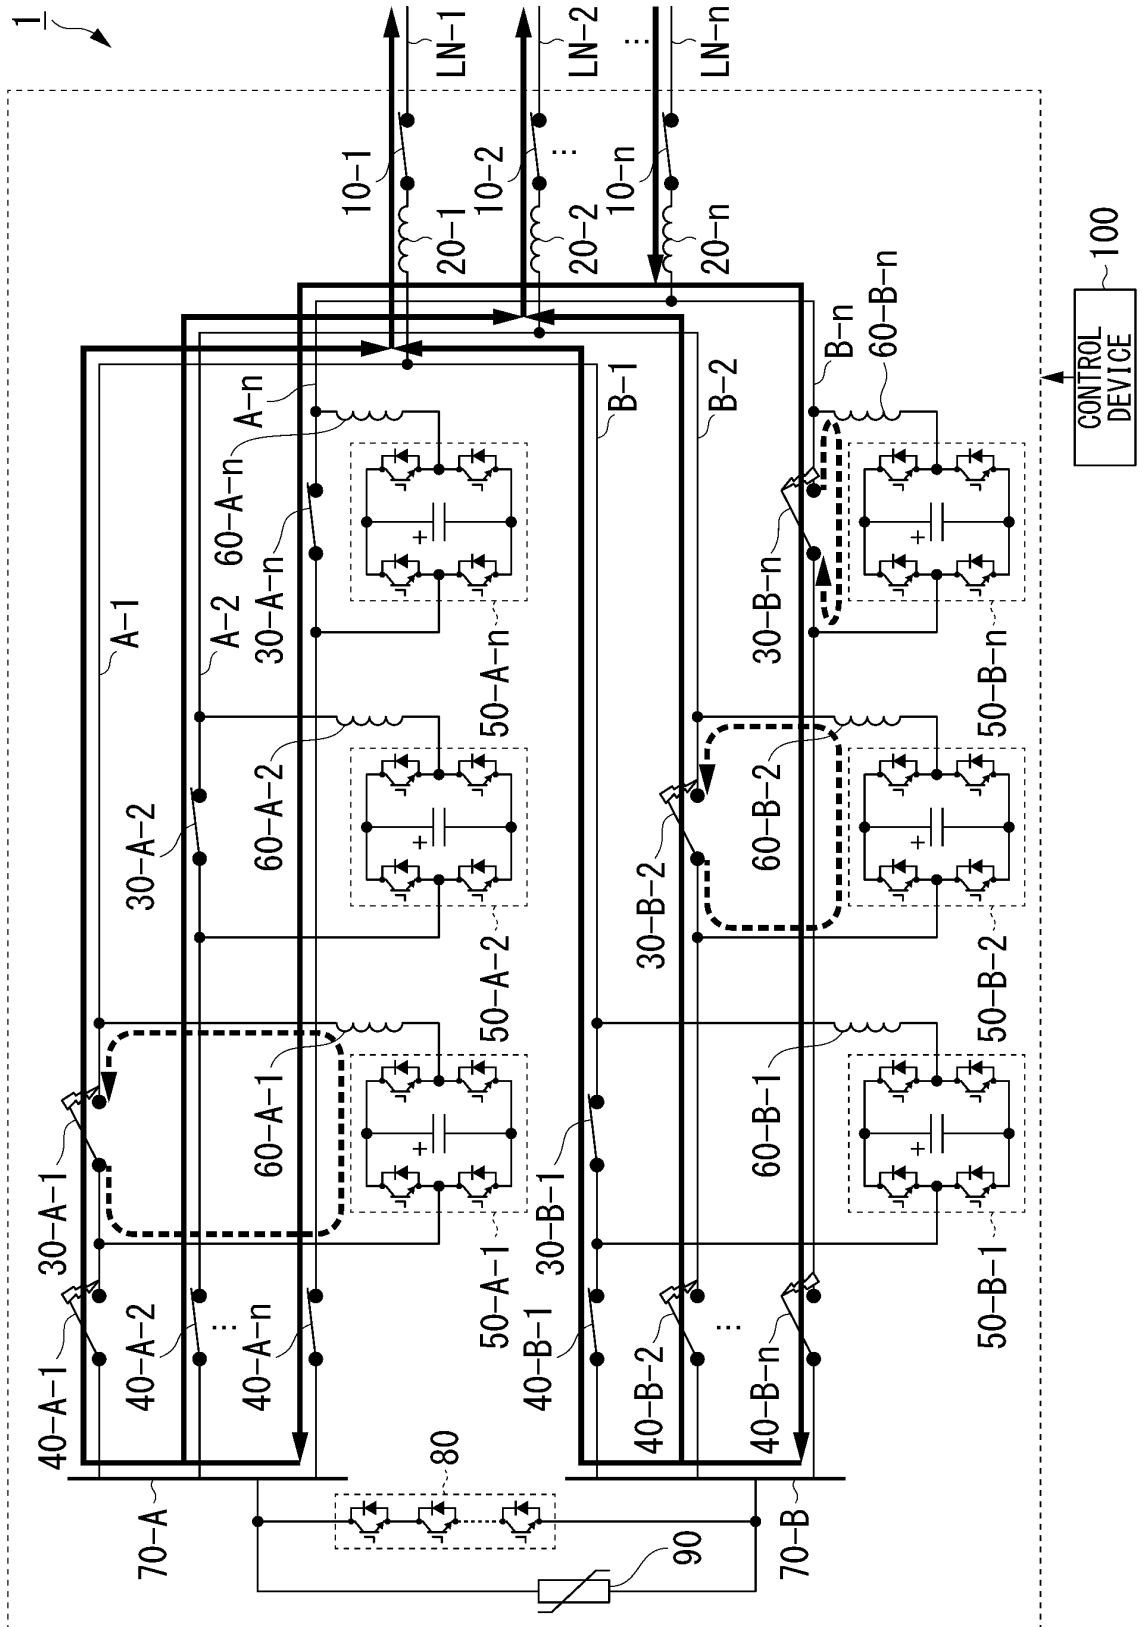 1
LN-1
LN-2
...
LN-n
10-1
10-2
...
10-n
20-1
20-2
20-n
100
CONTROL
DEVICE
A-n
B-1
B-2
B-n
60-B-n
60-A-n
30-A-n
50-A-n
30-B-n
50-B-n
A-1
A-2
30-A-2
60-A-2
50-A-2
30-B-2
60-B-2
50-B-2
30-A-1
60-A-1
50-A-1
30-B-1
60-B-1
50-B-1
40-A-1
40-A-2
...
40-A-n
40-B-1
40-B-2
...
40-B-n
70-A
80
90
70-B
+
+
+
+
+
+